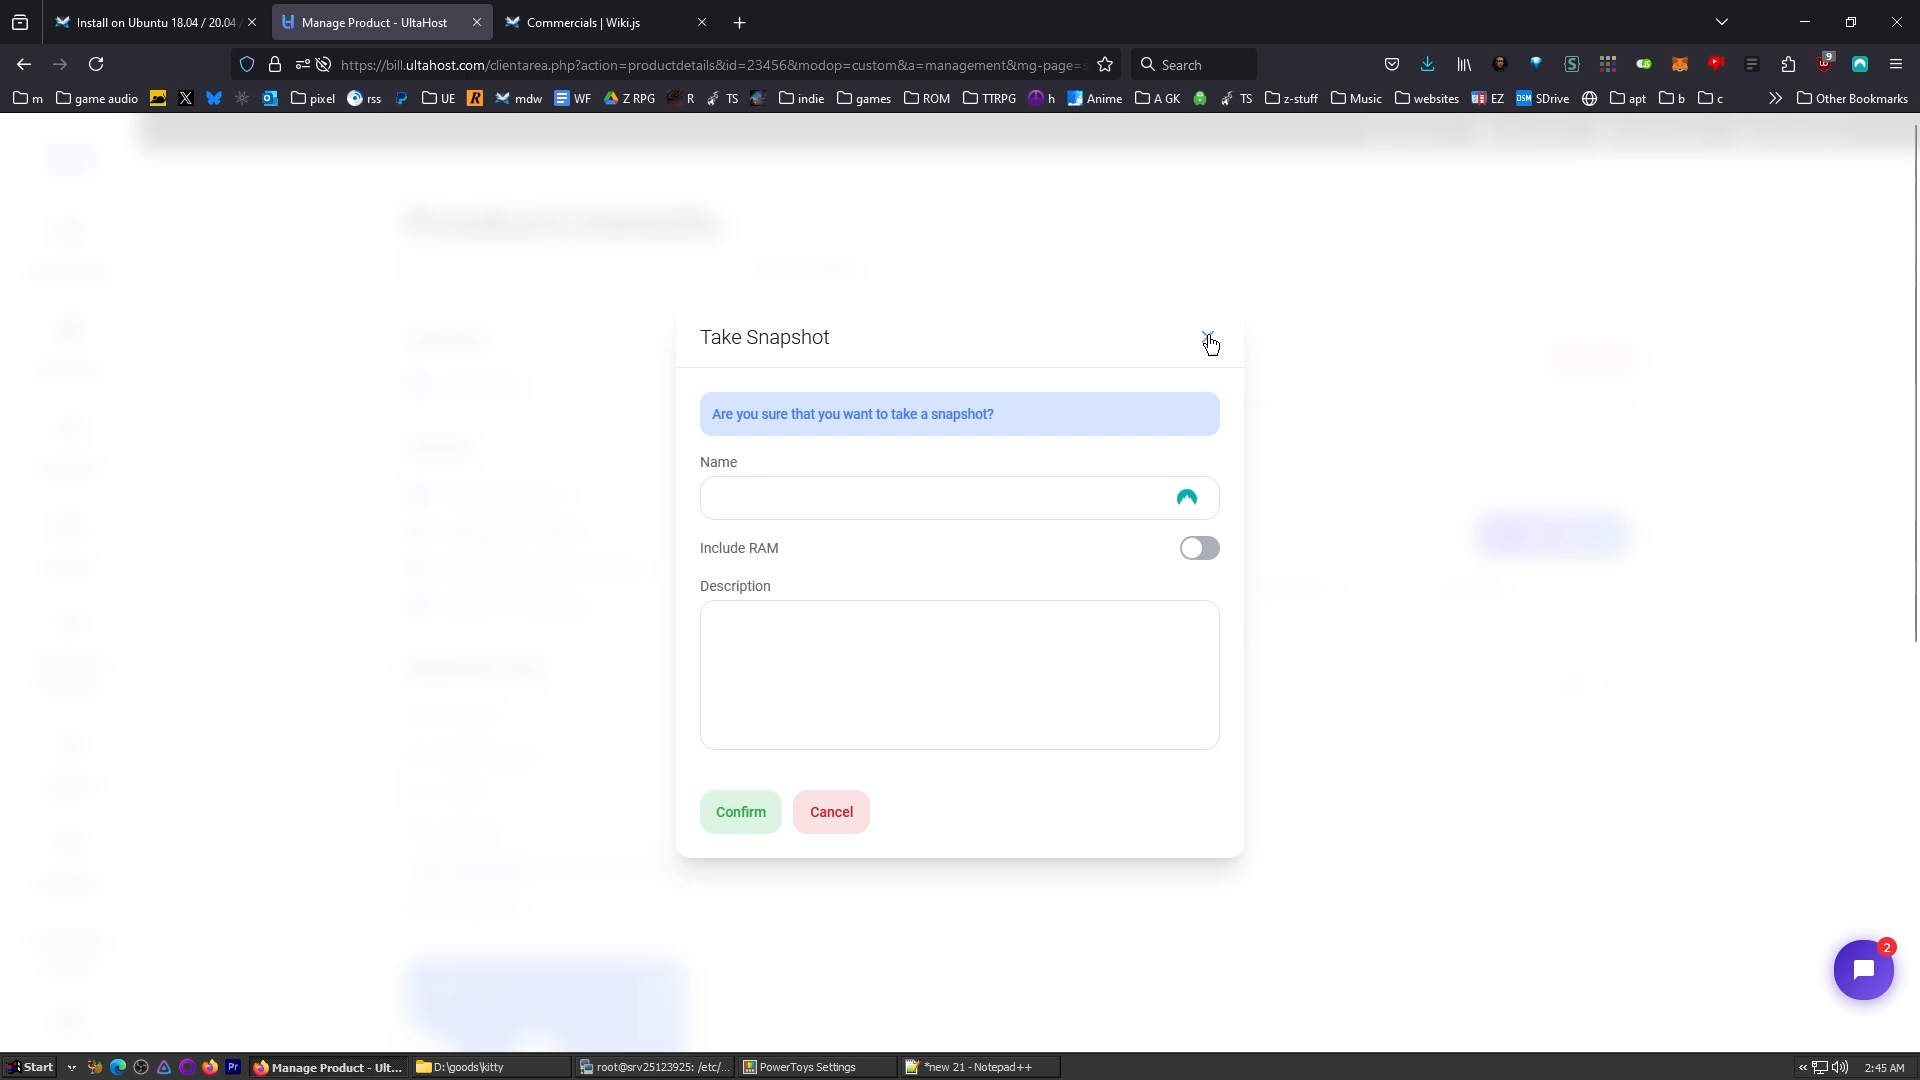 Install on Ubuntu 18.04 / 20.04 /
Manage Product - UltaHost
Commercials | Wiki.js
https://bill.ultahost.com/clientarea.php?action=productdetails&id=23456&modop=custom&a=management&mg-page=s
Search
9
m
game audio
pixel
rss
UE
mdw
WF
Z RPG
R
TS
indie
games
ROM
TTRPG
h
Anime
A GK
TS
z-stuff
Music
websites
EZ
SDrive
apt
b
c
Other Bookmarks
Take Snapshot
Are you sure that you want to take a snapshot?
Name
Include RAM
Description
Confirm
Cancel
2
Start
Manage Product - Ult...
D:\goods\kitty
root@srv25123925: /etc/...
PowerToys Settings
*new 21 - Notepad++
2:45 AM